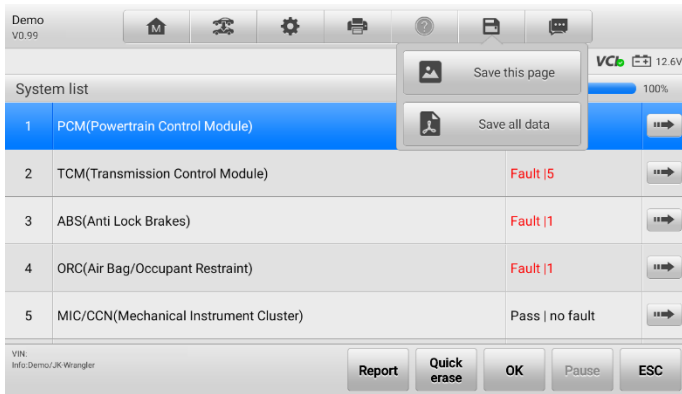 Demo
V0.99
M
?
Save this page
VCI
12.6V
System list
100%
Save all data
1 PCM(Powertrain Control Module)
2 TCM(Transmission Control Module) Fault |5
3 ABS(Anti Lock Brakes) Fault |1
4 ORC(Air Bag/Occupant Restraint) Fault |1
5 MIC/CCN(Mechanical Instrument Cluster) Pass | no fault
VIN:
Info:Demo/JK-Wrangler
Report
Quick
erase
OK
Pause
ESC